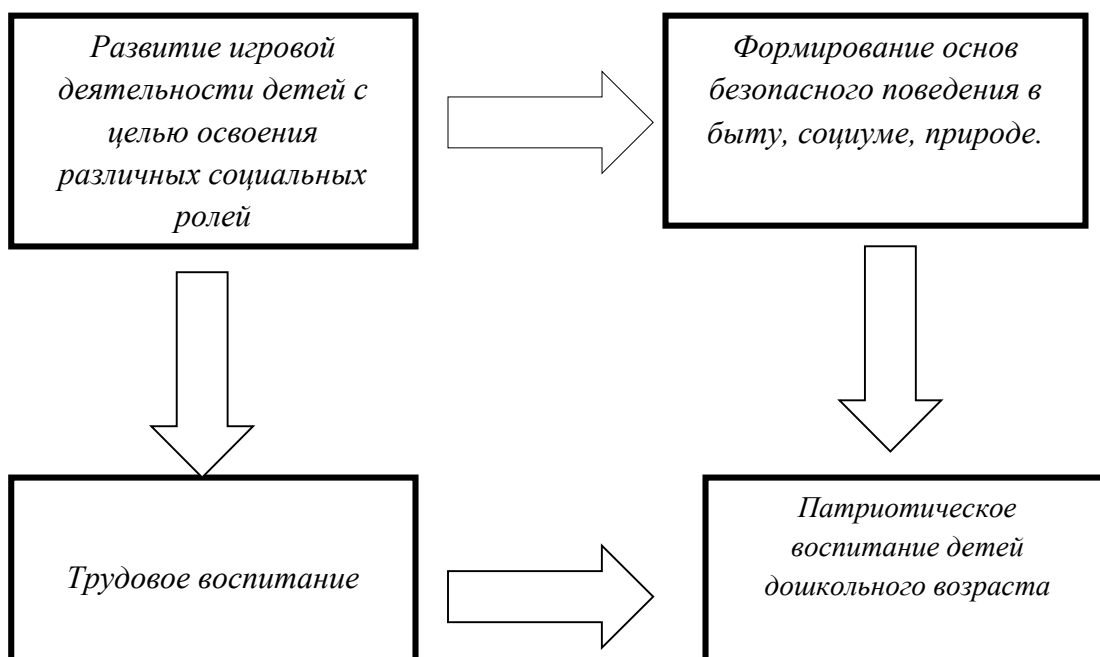 Развитие игровой
деятельности детей с
целью освоения
различных социальных
ролей
Формирование основ
безопасного поведения в
быту, социуме, природе.
Трудовое воспитание
Патриотическое
воспитание детей
дошкольного возраста